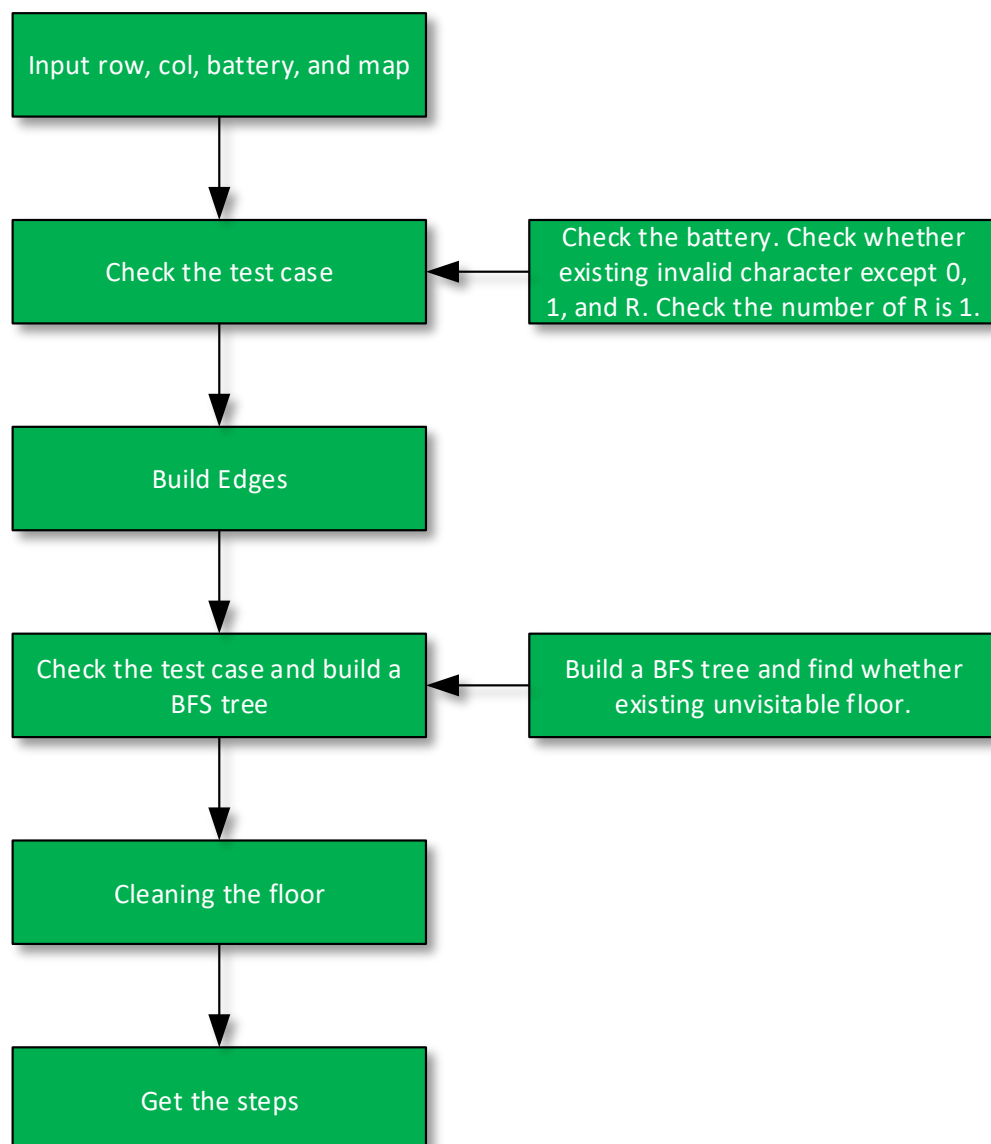 Input row, col, battery, and map
Check the test case
Check the battery. Check whether
existing invalid character except 0,
1, and R. Check the number of R is 1.
Build Edges
Check the test case and build a
BFS tree
Build a BFS tree and find whether
existing unvisitable floor.
Cleaning the floor
Get the steps